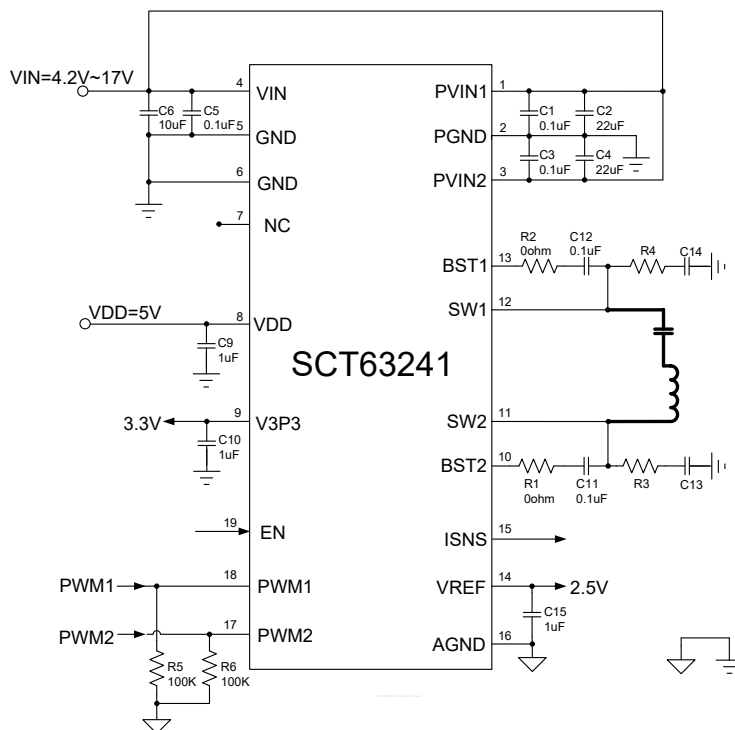 VIN=4.2V~17V
4
VIN
PVIN1
1
C6
10uF
C5
0.1uF
5
GND
PGND
2
C1
0.1uF
C2
22uF
C3
0.1uF
C4
22uF
6
GND
PVIN2
3
7
NC
BST1
13
R2
0ohm
C12
0.1uF
R4
C14
SW1
12
VDD=5V
8
VDD
C9
1uF
SCT63241
3.3V
9
V3P3
C10
1uF
SW2
11
BST2
10
R1
0ohm
C11
0.1uF
R3
C13
19
EN
ISNS
15
PWM1
18
PWM1
VREF
14
2.5V
C15
1uF
PWM2
17
PWM2
AGND
16
R5
100K
R6
100K